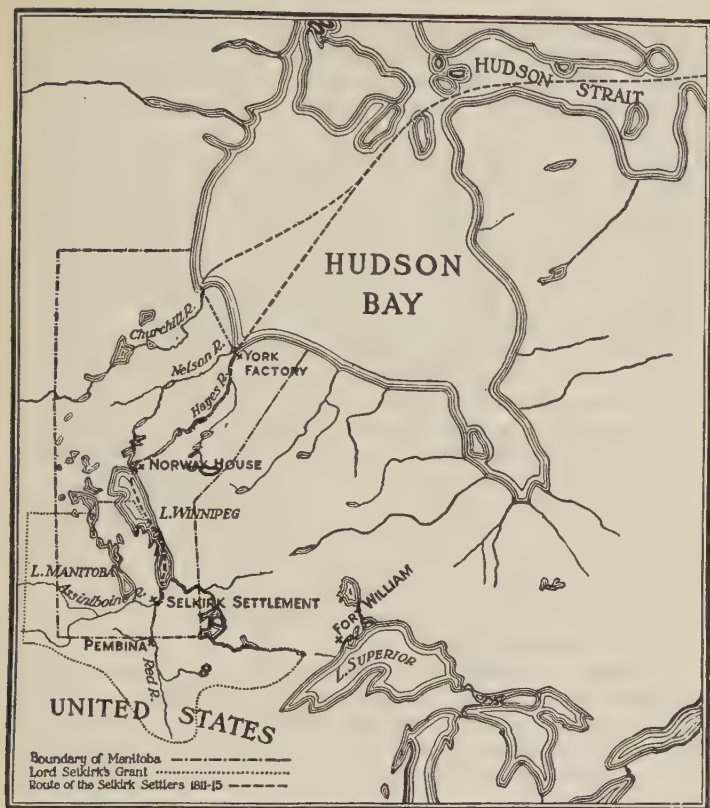 HUDSON
STRAIT
HUDSON
BAY
Churchill R.
Nelson R.
YORK
FACTORY
Hayes R.
NORWAY HOUSE
L. WINNIPEG
L. MANITOBA
Assiniboine R.
SELKIRK SETTLEMENT
FORT WILLIAM
PEMBINA
L. SUPERIOR
Red R.
UNITED STATES
Boundary of Manitoba
Lord Selkirk's Grant
Route of the Selkirk Settlers 1811-15